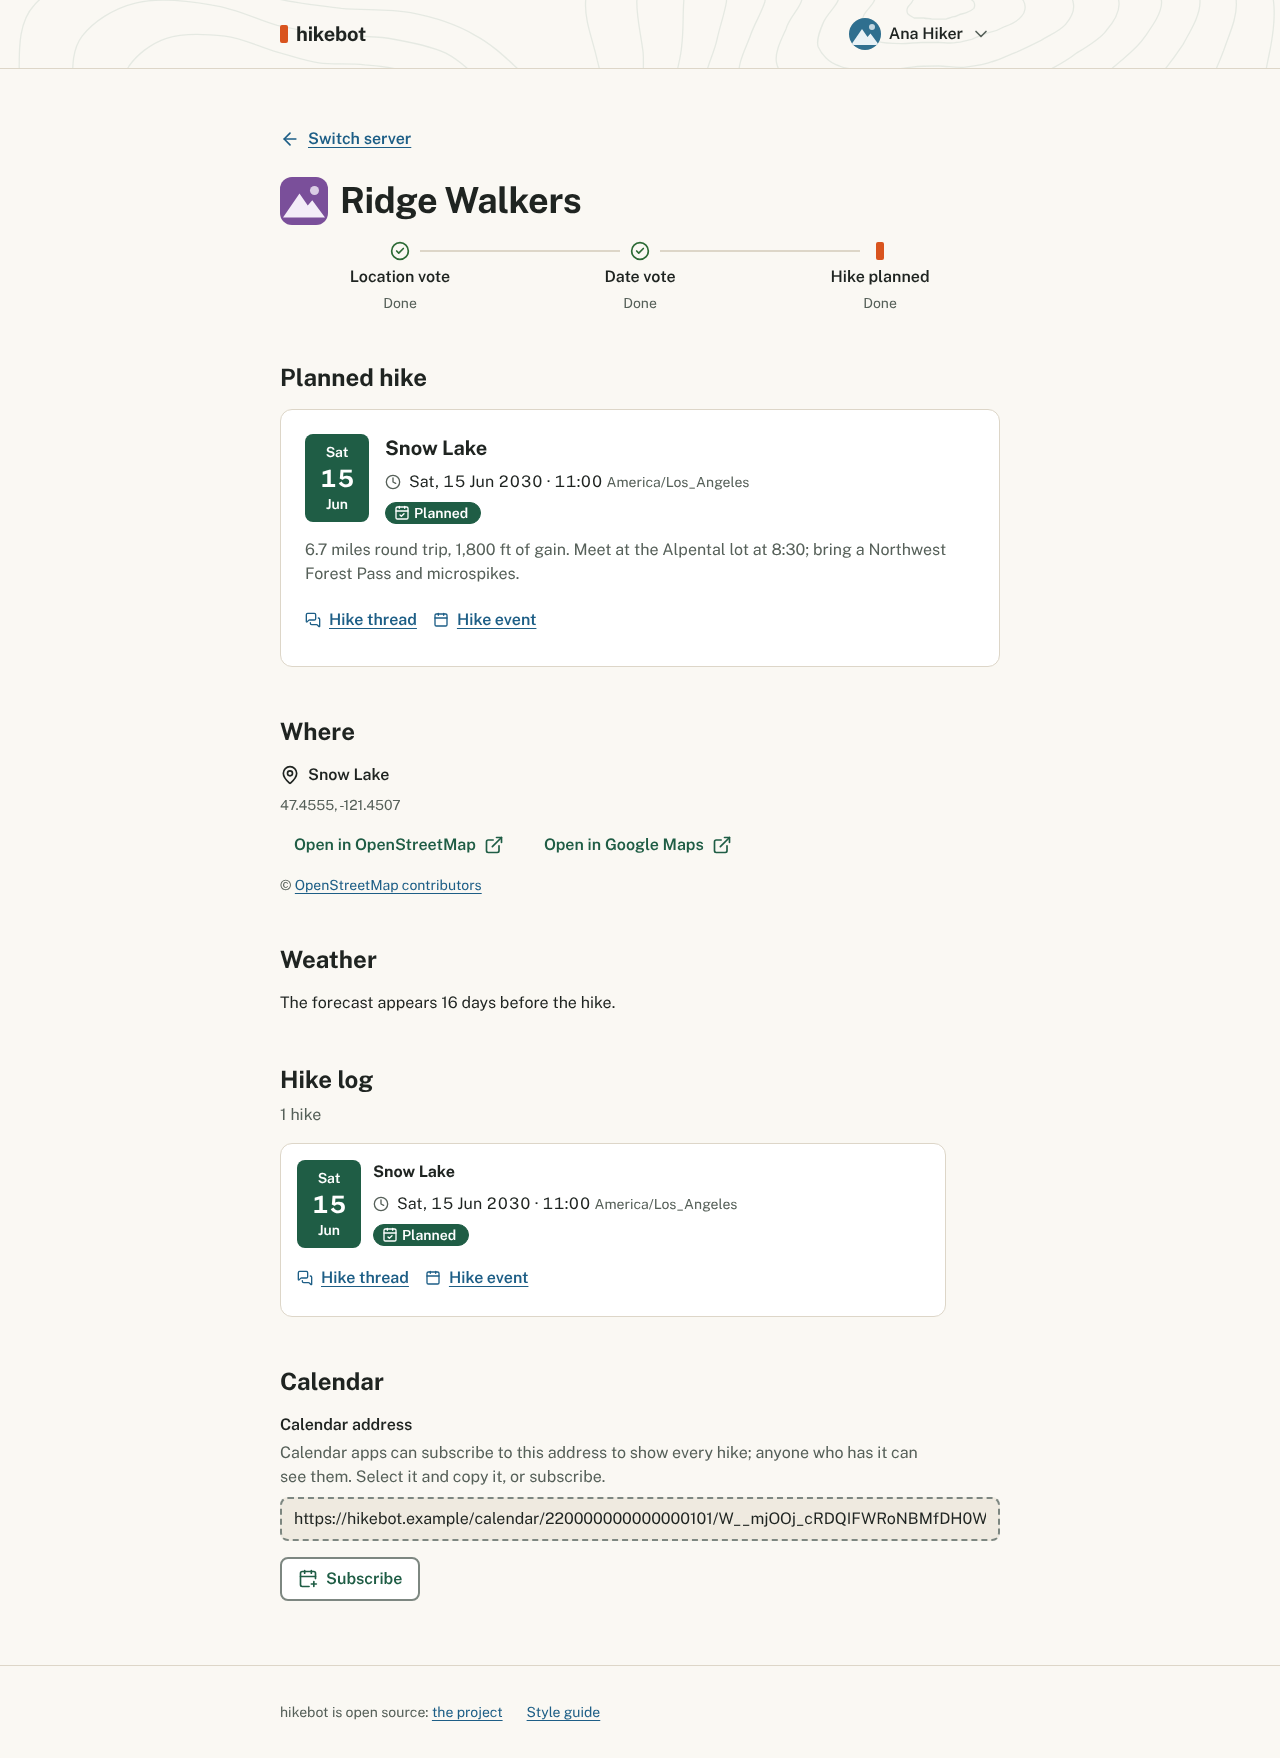 hikebot
Ana Hiker
Switch server
Ridge Walkers
Location vote
Date vote
Hike planned
Done
Done
Done
Planned hike
Sat
15
Jun
Snow Lake
Sat, 15 Jun 2030 · 11:00 America/Los_Angeles
Planned
6.7 miles round trip, 1,800 ft of gain. Meet at the Alpental lot at 8:30; bring a Northwest
Forest Pass and microspikes.
Hike thread
Hike event
Where
Snow Lake
47.4555, -121.4507
Open in OpenStreetMap
Open in Google Maps
© OpenStreetMap contributors
Weather
The forecast appears 16 days before the hike.
Hike log
1 hike
Sat
15
Jun
Snow Lake
Sat, 15 Jun 2030 · 11:00 America/Los_Angeles
Planned
Hike thread
Hike event
Calendar
Calendar address
Calendar apps can subscribe to this address to show every hike; anyone who has it can
see them. Select it and copy it, or subscribe.
https://hikebot.example/calendar/220000000000000101/W__mjOOj_cRDQIFWRoNBMfDH0W
Subscribe
hikebot is open source: the project
Style guide